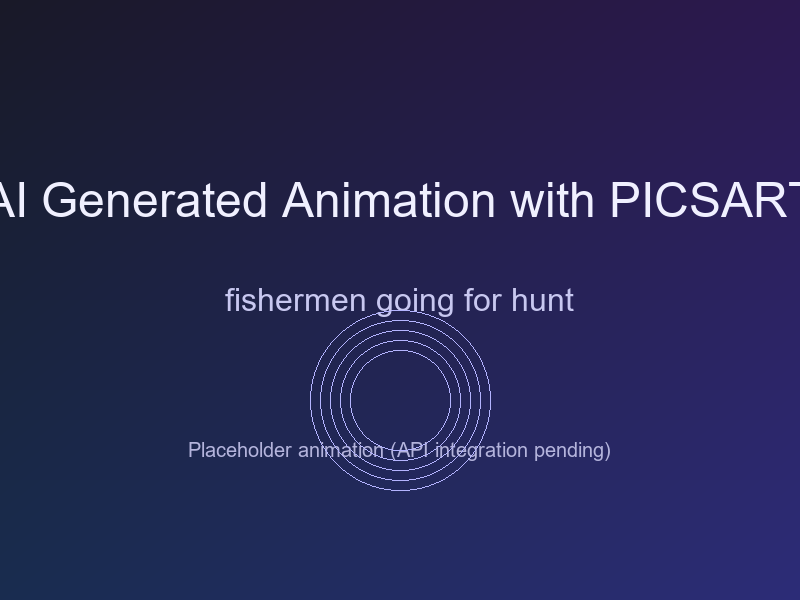 AI Generated Animation with PICSART
fishermen going for hunt
Placeholder animation (API integration pending)